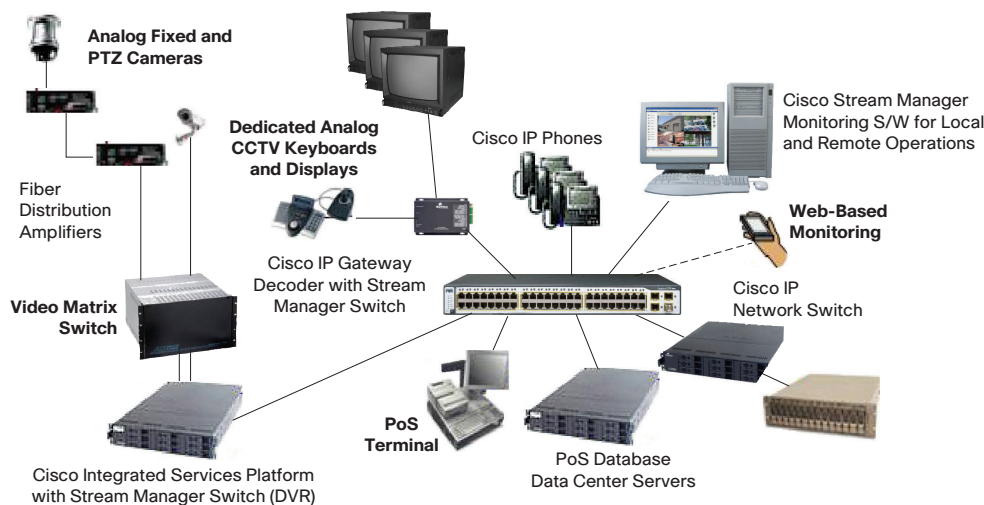 Analog Fixed and
PTZ Cameras
Fiber
Distribution
Amplifiers
Video Matrix
Switch
Cisco Integrated Services Platform
with Stream Manager Switch (DVR)
Dedicated Analog
CCTV Keyboards
and Displays
Cisco IP Gateway
Decoder with Stream
Manager Switch
Cisco IP Phones
Cisco Stream Manager
Monitoring S/W for Local
and Remote Operations
Web-Based
Monitoring
Cisco IP
Network Switch
PoS
Terminal
PoS Database
Data Center Servers